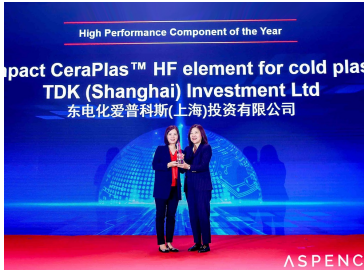 High Performance Component of the Year
mpact CeraPlas™ HF element for cold plas
TDK (Shanghai) Investment Ltd
东电化爱普科斯(上海)投资有限公司
ASPENC